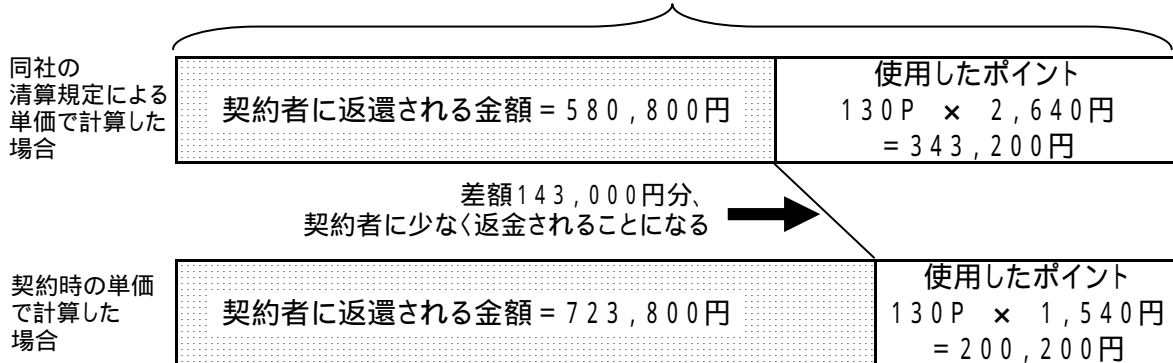 同社の
清算規定による
単価で計算した
場合
契約者に返還される金額=580,800円
使用したポイント
130P × 2,640円
=343,200円
差額143,000円分、
契約者に少なく返金されることになる
契約時の単価
で計算した
場合
契約者に返還される金額=723,800円
使用したポイント
130P × 1,540円
=200,200円